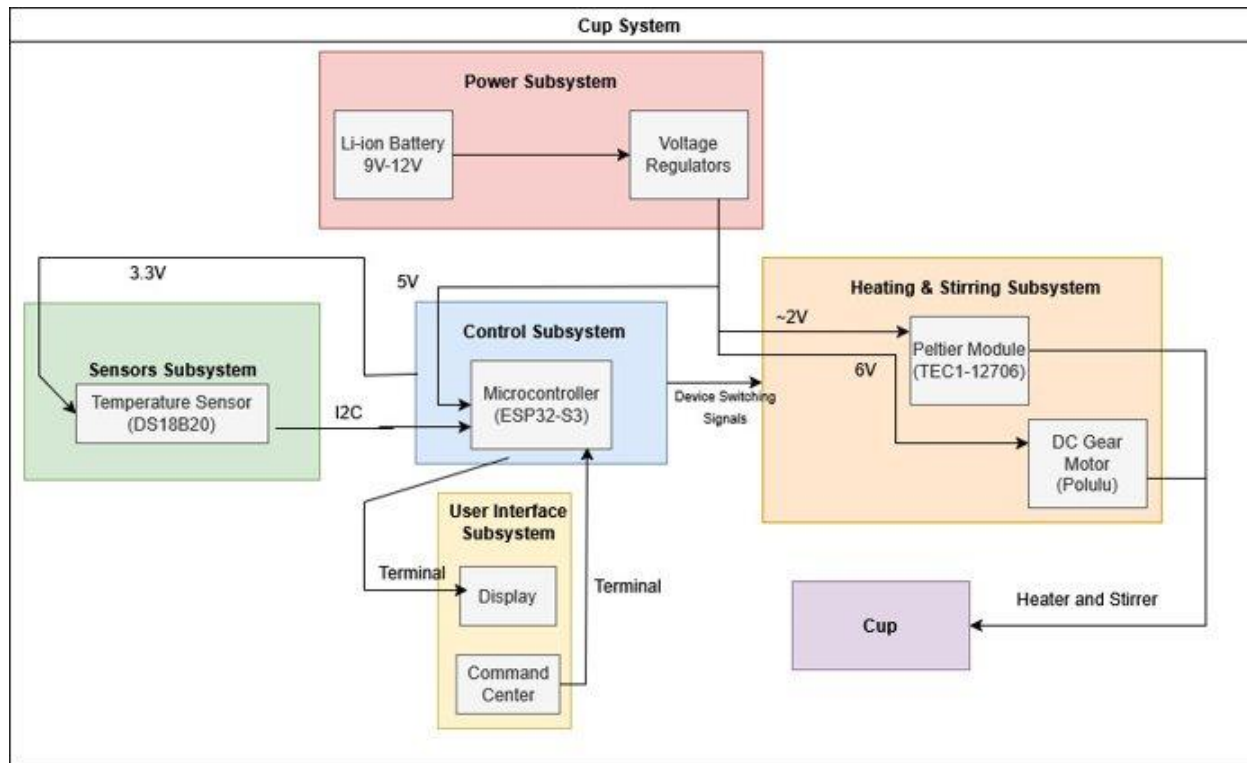 Cup System
Power Subsystem
Li-ion Battery
9V-12V
Voltage
Regulators
3.3V
5V
Heating & Stirring Subsystem
~2V
Peltier Module
(TEC1-12706)
6V
Control Subsystem
Microcontroller
(ESP32-S3)
Device Switching
Signals
Sensors Subsystem
Temperature Sensor
(DS18B20)
I2C
DC Gear
Motor
(Polulu)
User Interface
Subsystem
Terminal
Display
Terminal
Command
Center
Heater and Stirrer
Cup